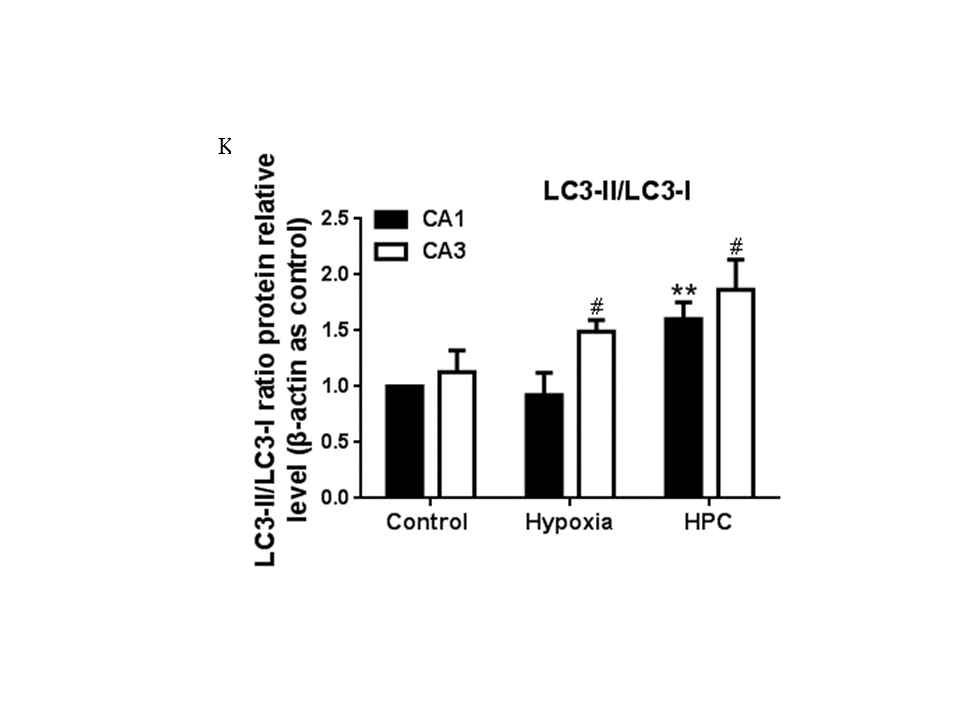 K
LC3-II/LC3-I ratio protein relative
level (β-actin as control)
LC3-II/LC3-I
CA1
CA3
2.5
2.0
1.5
1.0
0.5
0.0
#
**
#
Control Hypoxia HPC